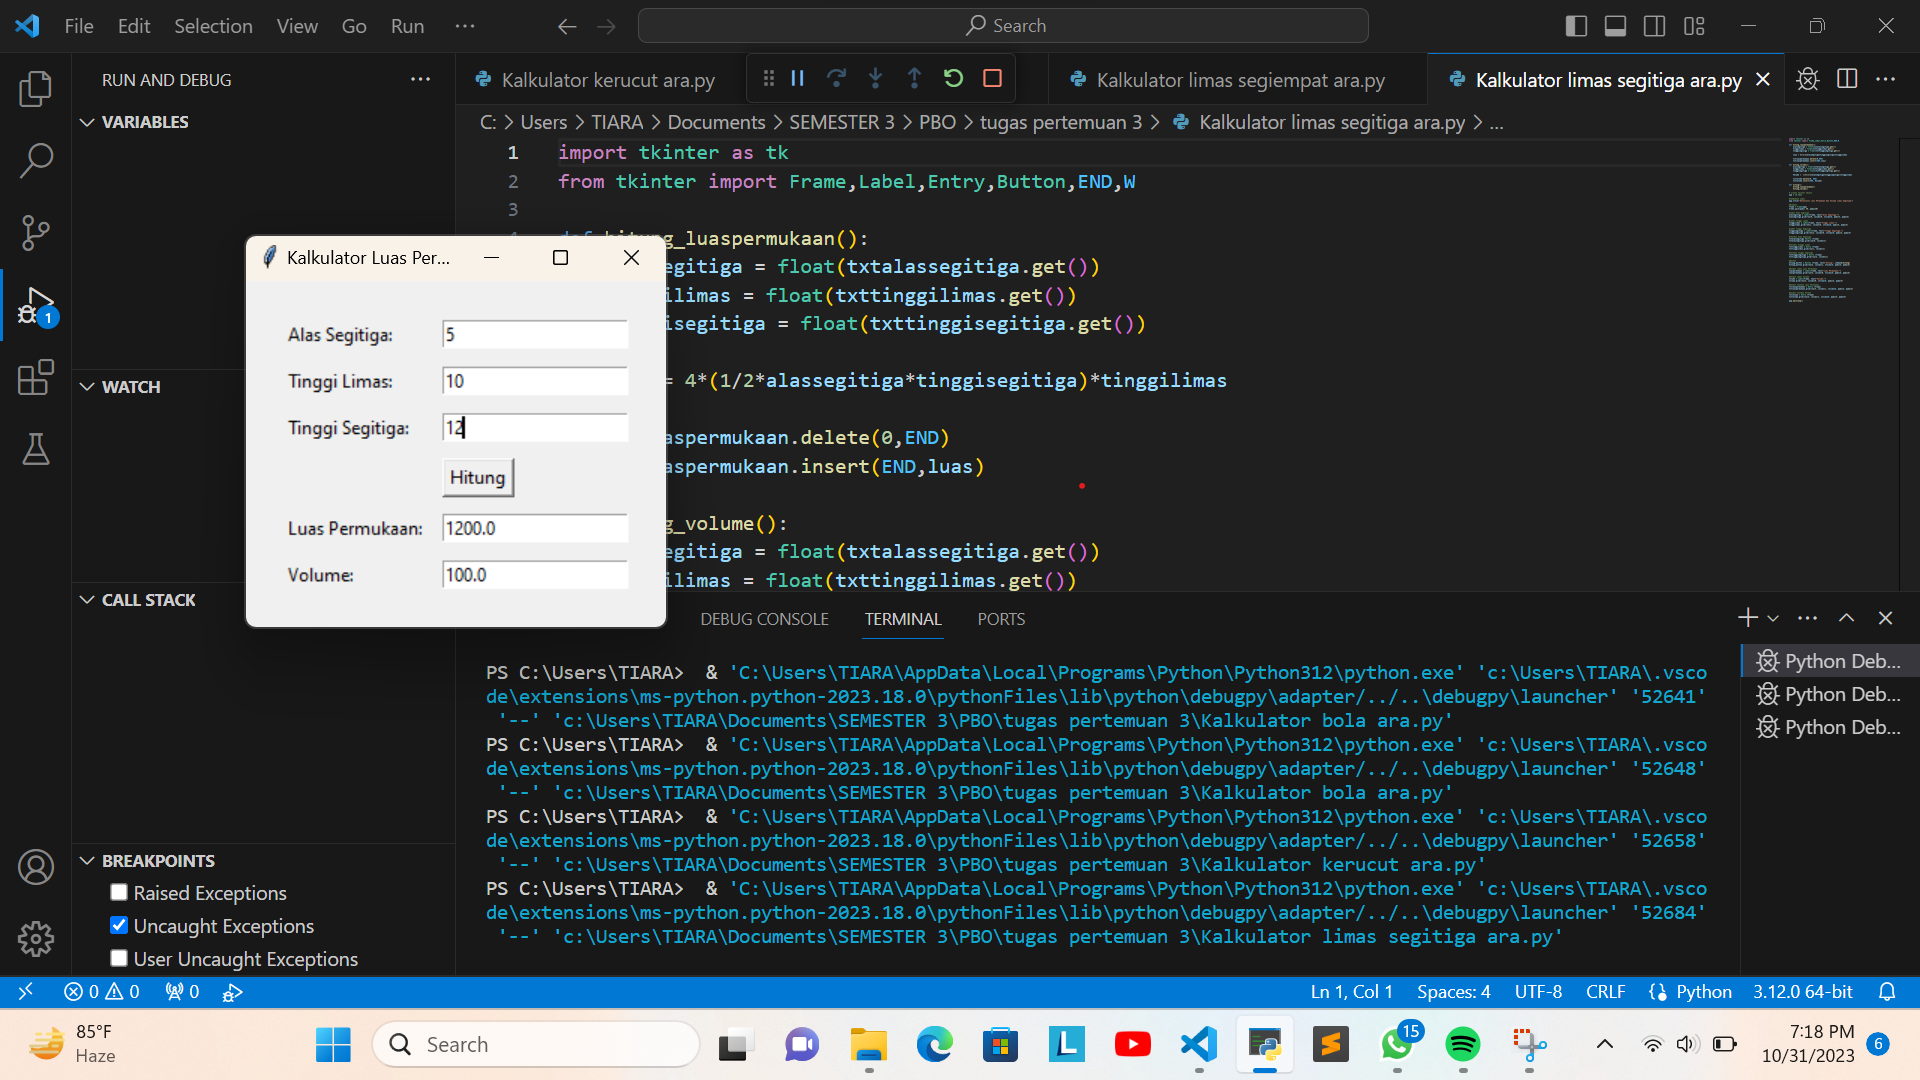 File Edit Selection View Go Run ...
Search
RUN AND DEBUG ...
Kalkulator kerucut ara.py
Kalkulator limas segiempat ara.py
Kalkulator limas segitiga ara.py
C: > Users > TIARA > Documents > SEMESTER 3 > PBO > tugas pertemuan 3 > Kalkulator limas segitiga ara.py > ...
VARIABLES
1 import tkinter as tk
2 from tkinter import Frame,Label,Entry,Button,END,W
3
_luaspermukaan():
egitiga = float(txtalassegitiga.get())
ilimas = float(txttinggilimas.get())
isegitiga = float(txttinggisegitiga.get())
= 4*(1/2*alassegitiga*tinggisegitiga)*tinggilimas
aspermukaan.delete(0,END)
aspermukaan.insert(END,luas)
g_volume():
egitiga = float(txtalassegitiga.get())
ilimas = float(txttinggilimas.get())
Kalkulator Luas Per...
Alas Segitiga: 5
Tinggi Limas: 10
Tinggi Segitiga: 12
Hitung
Luas Permukaan: 1200.0
Volume: 100.0
1
WATCH
CALL STACK
BREAKPOINTS
Raised Exceptions
Uncaught Exceptions
User Uncaught Exceptions
DEBUG CONSOLE TERMINAL PORTS
PS C:\Users\TIARA>  & 'C:\Users\TIARA\AppData\Local\Programs\Python\Python312\python.exe' 'c:\Users\TIARA\.vsco
de\extensions\ms-python.python-2023.18.0\pythonFiles\lib\python\debugpy\adapter/../..\debugpy\launcher' '52641'
'--' 'c:\Users\TIARA\Documents\SEMESTER 3\PBO\tugas pertemuan 3\Kalkulator bola ara.py'
PS C:\Users\TIARA>  & 'C:\Users\TIARA\AppData\Local\Programs\Python\Python312\python.exe' 'c:\Users\TIARA\.vsco
de\extensions\ms-python.python-2023.18.0\pythonFiles\lib\python\debugpy\adapter/../..\debugpy\launcher' '52648'
'--' 'c:\Users\TIARA\Documents\SEMESTER 3\PBO\tugas pertemuan 3\Kalkulator bola ara.py'
PS C:\Users\TIARA>  & 'C:\Users\TIARA\AppData\Local\Programs\Python\Python312\python.exe' 'c:\Users\TIARA\.vsco
de\extensions\ms-python.python-2023.18.0\pythonFiles\lib\python\debugpy\adapter/../..\debugpy\launcher' '52658'
'--' 'c:\Users\TIARA\Documents\SEMESTER 3\PBO\tugas pertemuan 3\Kalkulator kerucut ara.py'
PS C:\Users\TIARA>  & 'C:\Users\TIARA\AppData\Local\Programs\Python\Python312\python.exe' 'c:\Users\TIARA\.vsco
de\extensions\ms-python.python-2023.18.0\pythonFiles\lib\python\debugpy\adapter/../..\debugpy\launcher' '52684'
'--' 'c:\Users\TIARA\Documents\SEMESTER 3\PBO\tugas pertemuan 3\Kalkulator limas segitiga ara.py'
Python Deb...
Python Deb...
Python Deb...
0 0 0
Ln 1, Col 1 Spaces: 4 UTF-8 CRLF Python 3.12.0 64-bit
85°F
Haze
Search
L
S
15
7:18 PM
10/31/2023
6